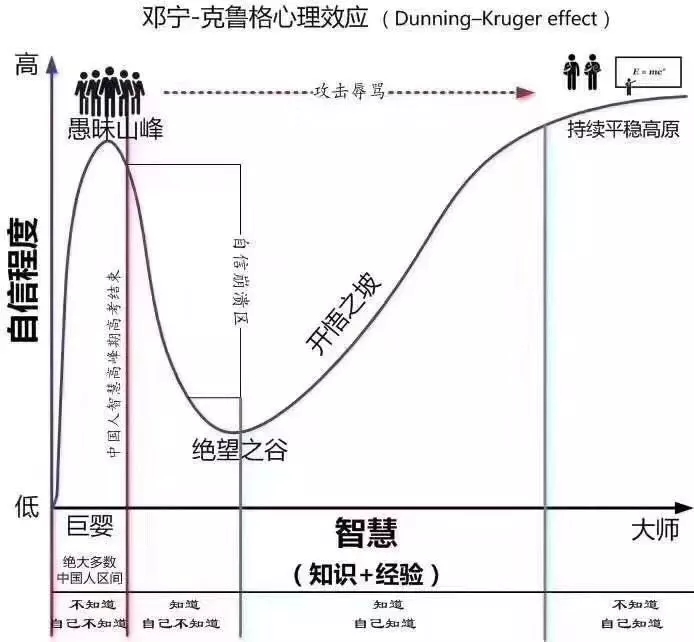 邓宁-克鲁格心理效应 (Dunning–Kruger effect)
高
愚昧山峰
攻击辱骂
E = mc²
持续平稳高原
自信程度
中国人智慧高峰期高考结束
自信崩溃区
开悟之坡
绝望之谷
低
巨婴
智慧
大师
(知识+经验)
绝大多数
中国人区间
不知道
自己不知道
知道
自己不知道
知道
自己知道
不知道
自己知道